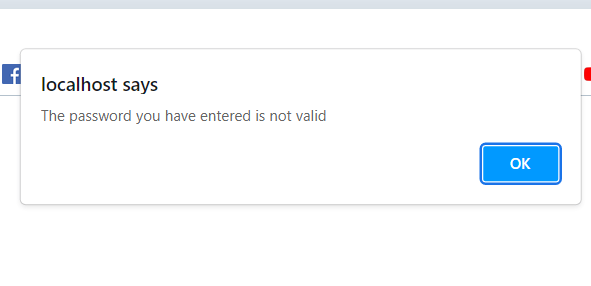 localhost says
The password you have entered is not valid
OK